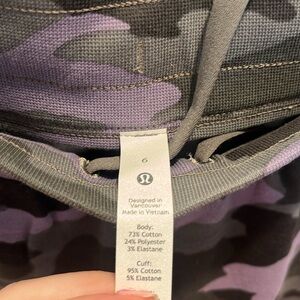 6
Designed in
Vancouver
Made in Vietnam
Body:
73% Cotton
24% Polyester
3% Elastane
Cuff:
95% Cotton
5% Elastane